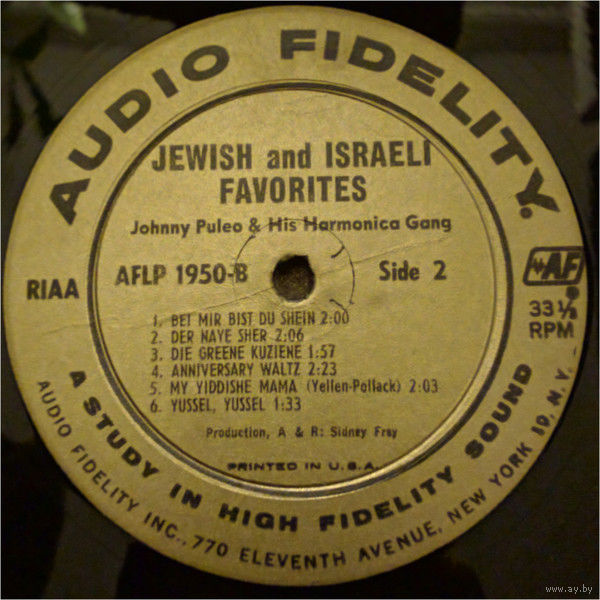 AUDIO FIDELITY.
JEWISH and ISRAELI
FAVORITES
Johnny Puleo & His Harmonica Gang
RIAA
AFLP 1950-B
Side 2
AF
33 1/3
RPM
1. BEI MIR BIST DU SHEIN 2:00
2. DER NAYE SHER 2:06
3. DIE GREENE KUZIENE 1:57
4. ANNIVERSARY WALTZ 2:23
5. MY YIDDISHE MAMA (Yellen-Pollack) 2:03
6. YUSSEL, YUSSEL 1:33
Production, A & R: Sidney Frey
PRINTED IN U.S.A.
A STUDY IN HIGH FIDELITY SOUND
AUDIO FIDELITY INC., 770 ELEVENTH AVENUE, NEW YORK 19, N.Y.
www.ay.by